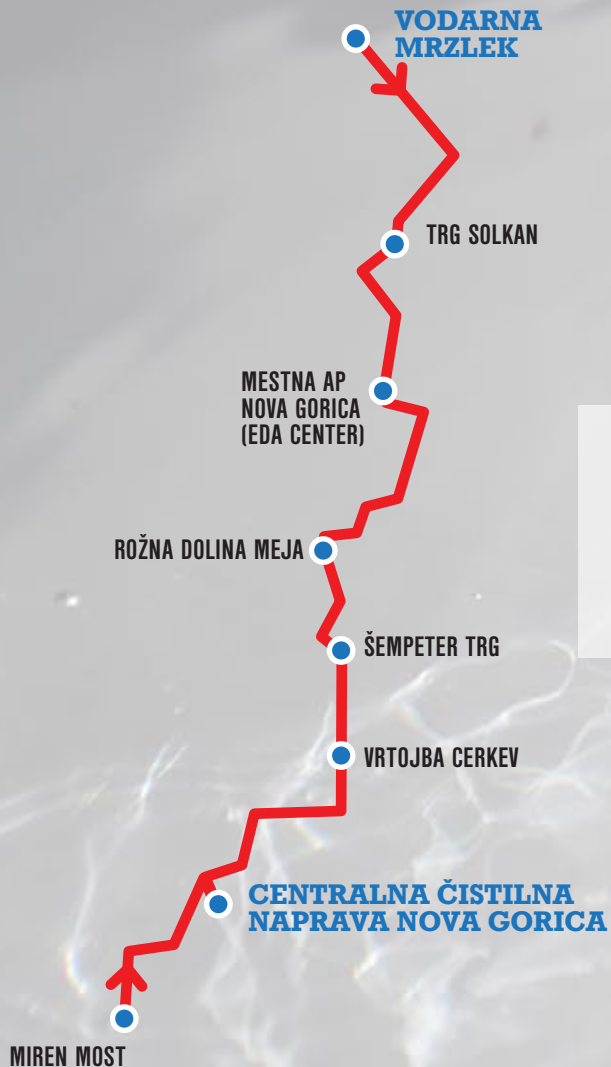 VODARNA
MRZLEK
TRG SOLKAN
MESTNA AP
NOVA GORICA
(EDA CENTER)
ROŽNA DOLINA MEJA
ŠEMPETER TRG
VRTOJBA CERKEV
CENTRALNA ČISTILNA
NAPRAVA NOVA GORICA
MIREN MOST